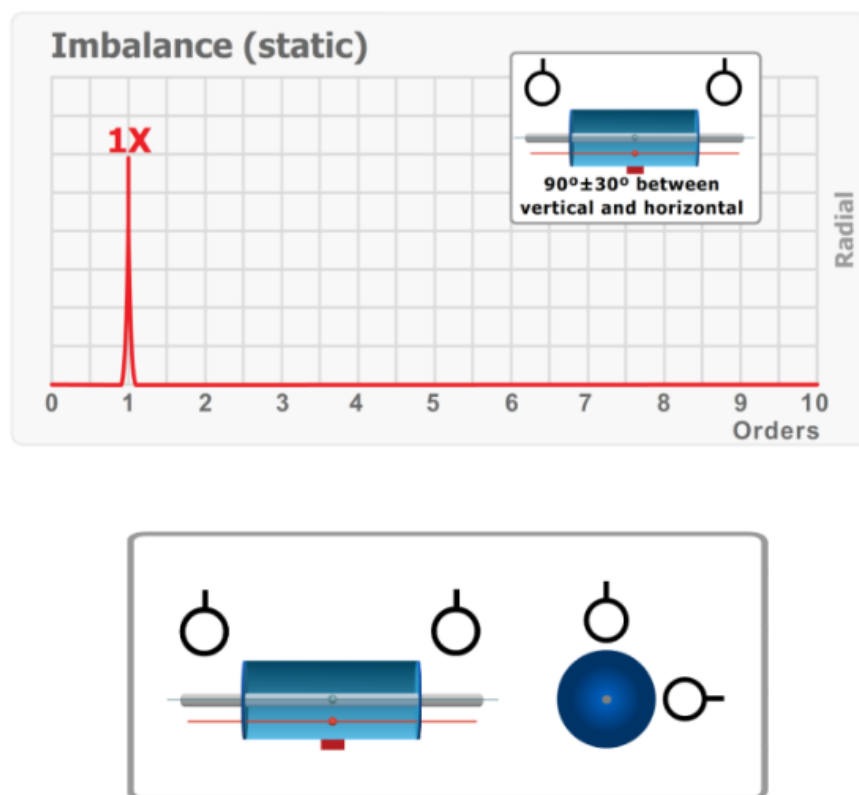 Imbalance (static)
1X
90º±30º between
vertical and horizontal
Radial
0 1 2 3 4 5 6 7 8 9 10
Orders